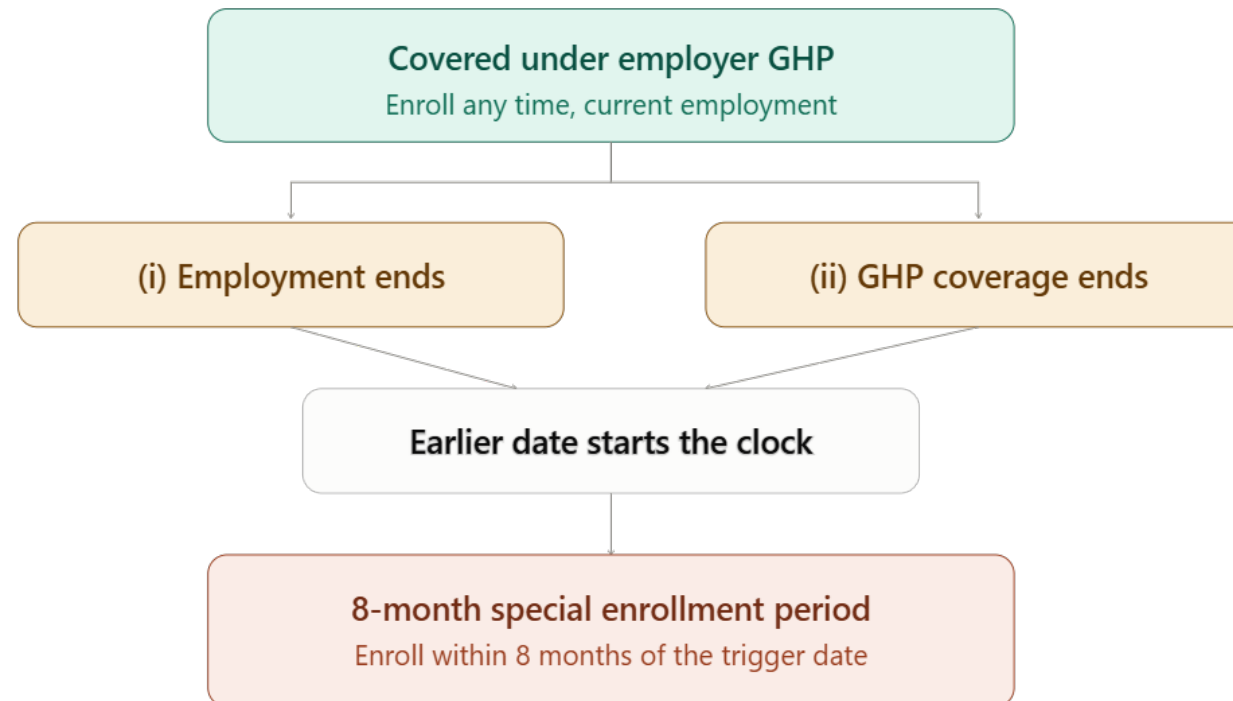 Covered under employer GHP
Enroll any time, current employment
(i) Employment ends
(ii) GHP coverage ends
Earlier date starts the clock
8-month special enrollment period
Enroll within 8 months of the trigger date